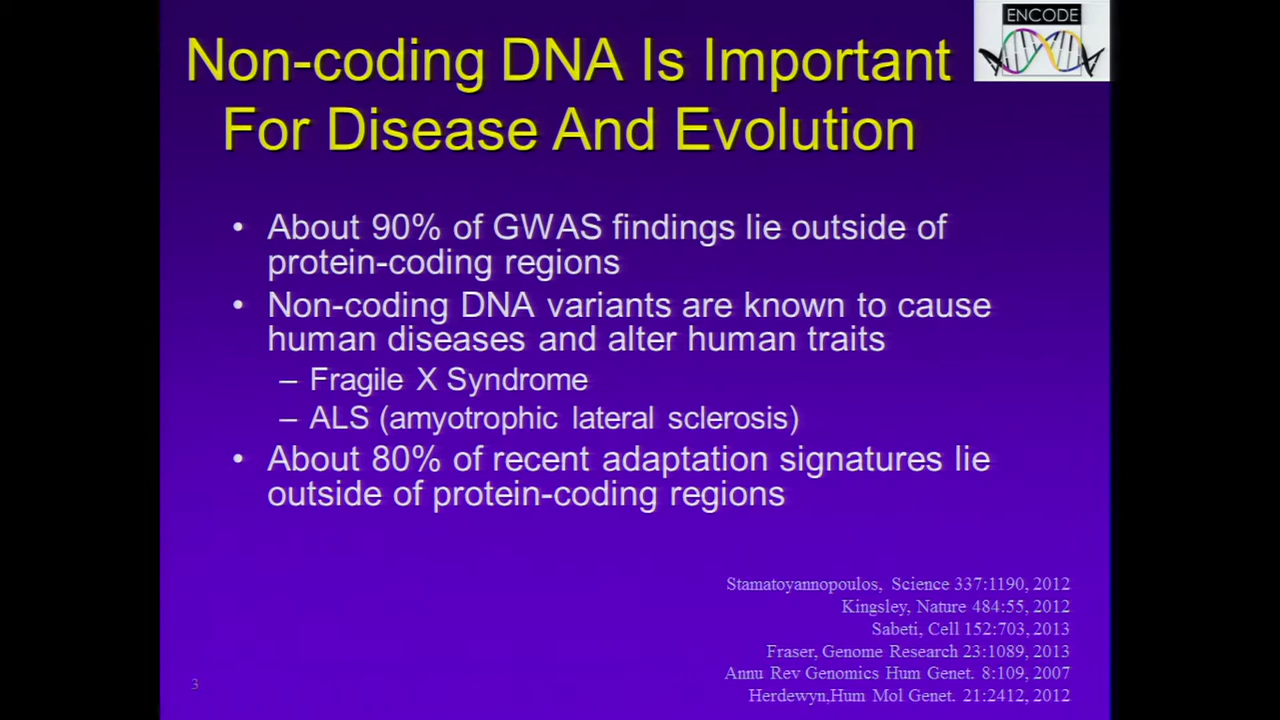 ENCODE
Non-coding DNA Is Important
For Disease And Evolution
• About 90% of GWAS findings lie outside of
protein-coding regions
• Non-coding DNA variants are known to cause
human diseases and alter human traits
– Fragile X Syndrome
– ALS (amyotrophic lateral sclerosis)
• About 80% of recent adaptation signatures lie
outside of protein-coding regions
Stamatoyannopoulos, Science 337:1190, 2012
Kingsley, Nature 484:55, 2012
Sabeti, Cell 152:703, 2013
Fraser, Genome Research 23:1089, 2013
Annu Rev Genomics Hum Genet. 8:109, 2007
Herdewyn,Hum Mol Genet. 21:2412, 2012
3